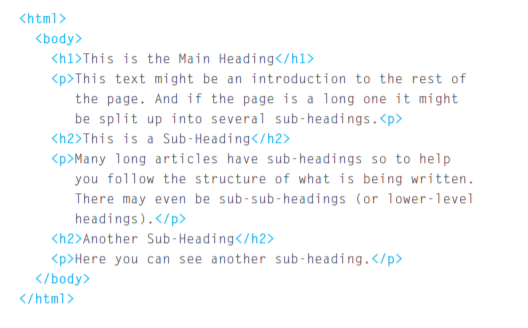 <html>
<body>
<h1>This is the Main Heading</h1>
<p>This text might be an introduction to the rest of
the page. And if the page is a long one it might
be split up into several sub-headings.<p>
<h2>This is a Sub-Heading</h2>
<p>Many long articles have sub-headings so to help
you follow the structure of what is being written.
There may even be sub-sub-headings (or lower-level
headings).</p>
<h2>Another Sub-Heading</h2>
<p>Here you can see another sub-heading.</p>
</body>
</html>